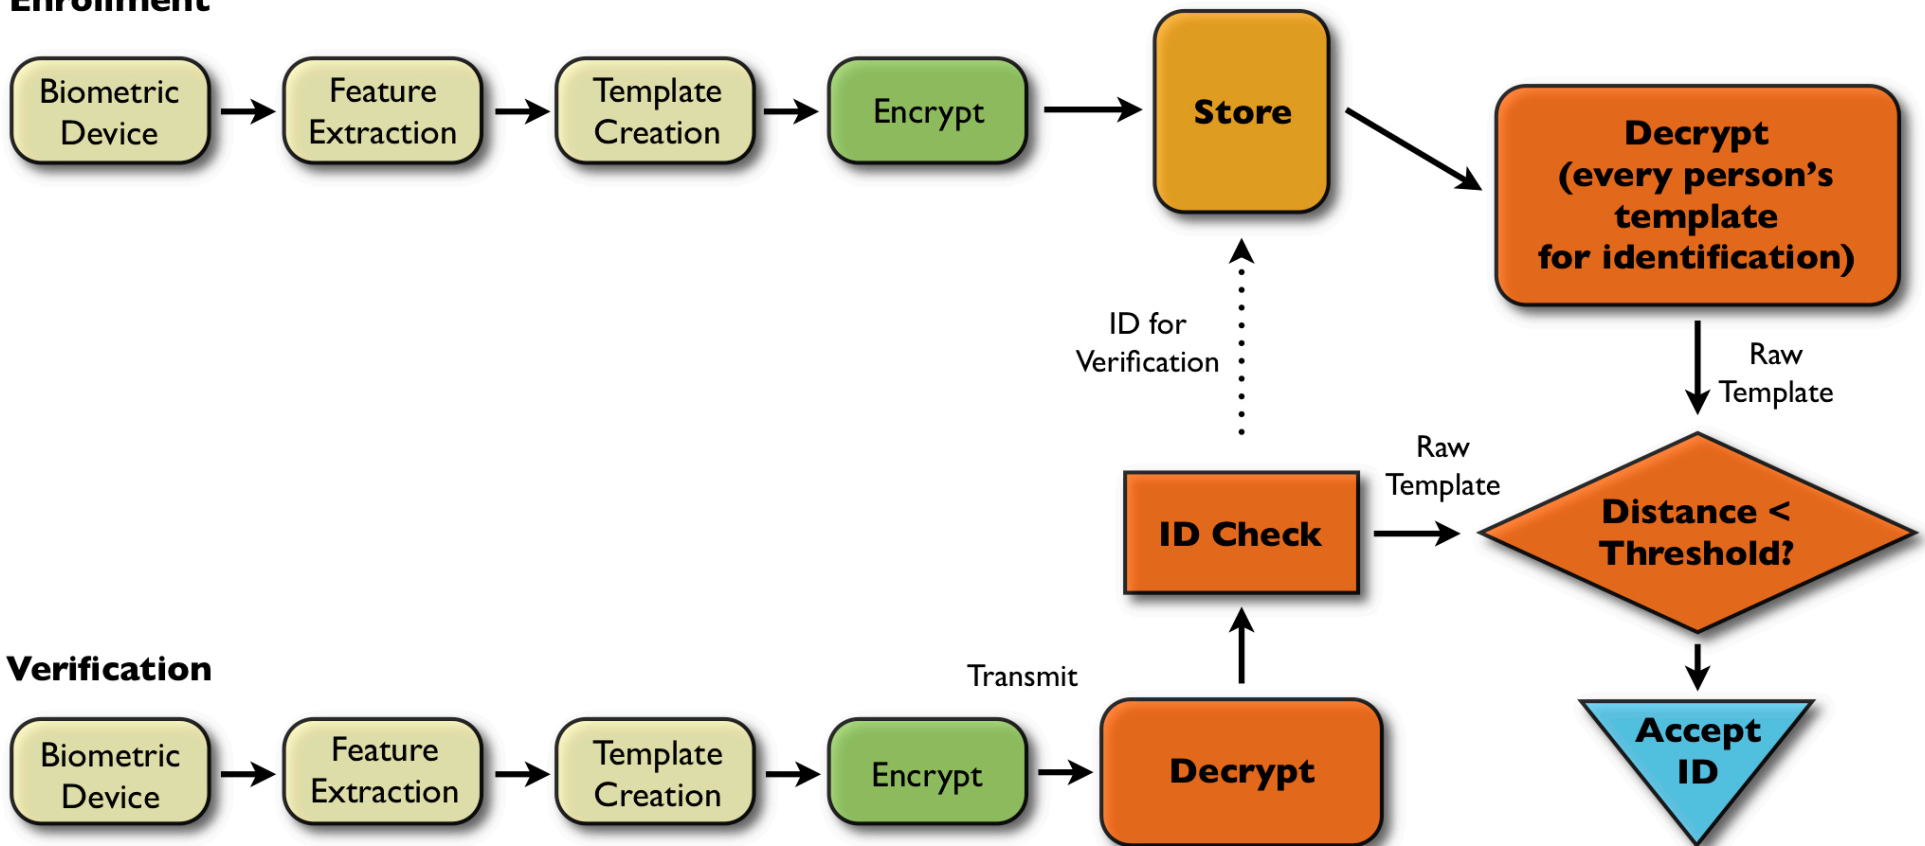 Enrollment
Biometric
Device
Feature
Extraction
Template
Creation
Encrypt
Store
Decrypt
(every person's
template
for identification)
ID for
Verification
Raw
Template
Raw
Template
ID Check
Distance <
Threshold?
Verification
Transmit
Biometric
Device
Feature
Extraction
Template
Creation
Encrypt
Decrypt
Accept
ID